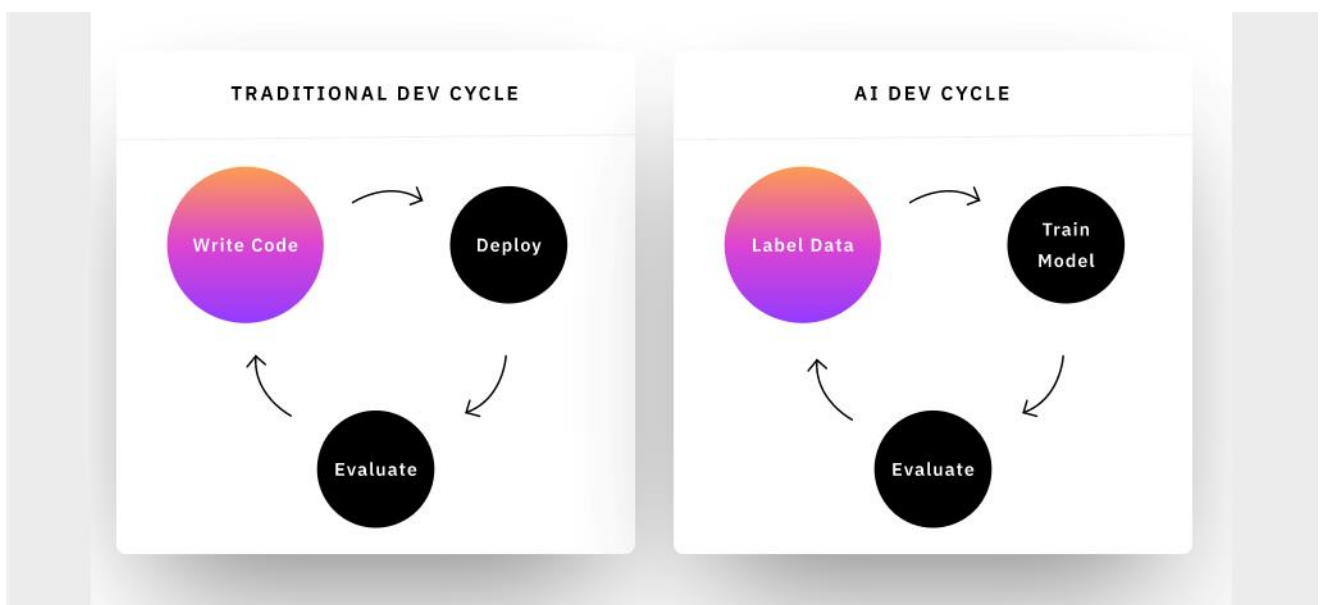 TRADITIONAL DEV CYCLE
Write Code
Deploy
Evaluate
AI DEV CYCLE
Label Data
Train
Model
Evaluate